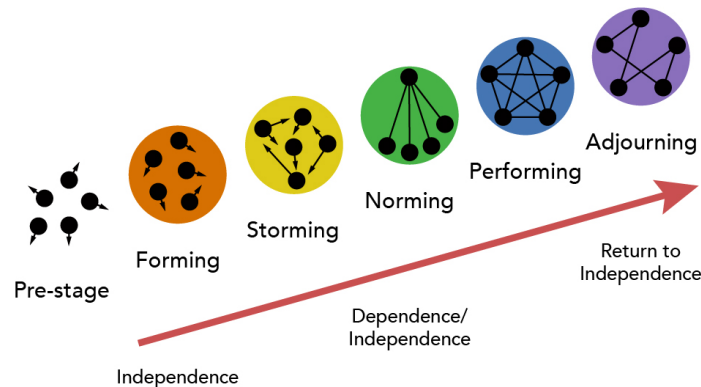 Pre-stage
Forming
Storming
Norming
Performing
Adjourning
Independence
Dependence/
Independence
Return to
Independence